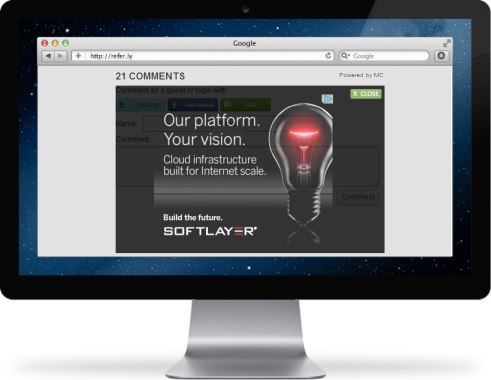 Google
http://refer.ly
Google
21 COMMENTS
Powered by MC
Comment as a guest or login with:
Twitter
Facebook
X CLOSE
Name:
Comment
Comment
Our platform.
Your vision.
Cloud infrastructure
built for Internet scale.
Build the future.
SOFTLAYER